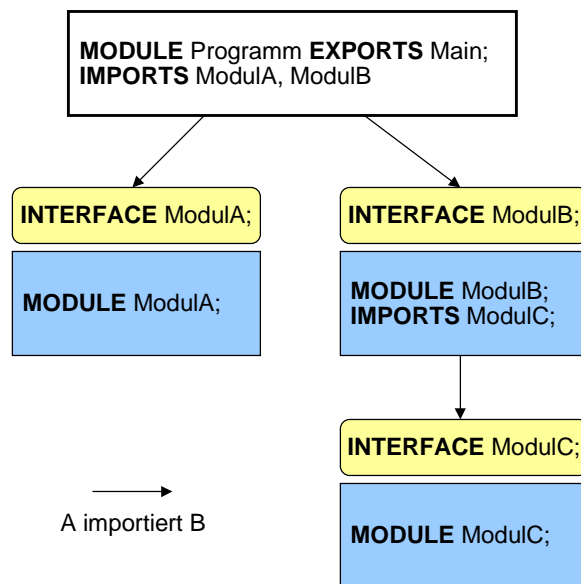 MODULE Programm EXPORTS Main;
IMPORTS ModulA, ModulB
INTERFACE ModulA;
MODULE ModulA;
INTERFACE ModulB;
MODULE ModulB;
IMPORTS ModulC;
INTERFACE ModulC;
MODULE ModulC;
A importiert B